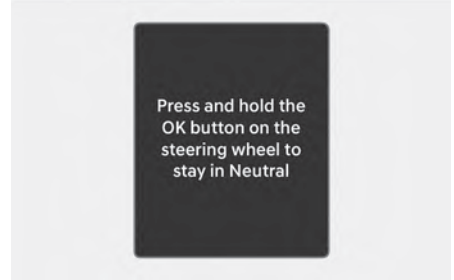 Press and hold the
OK button on the
steering wheel to
stay in Neutral